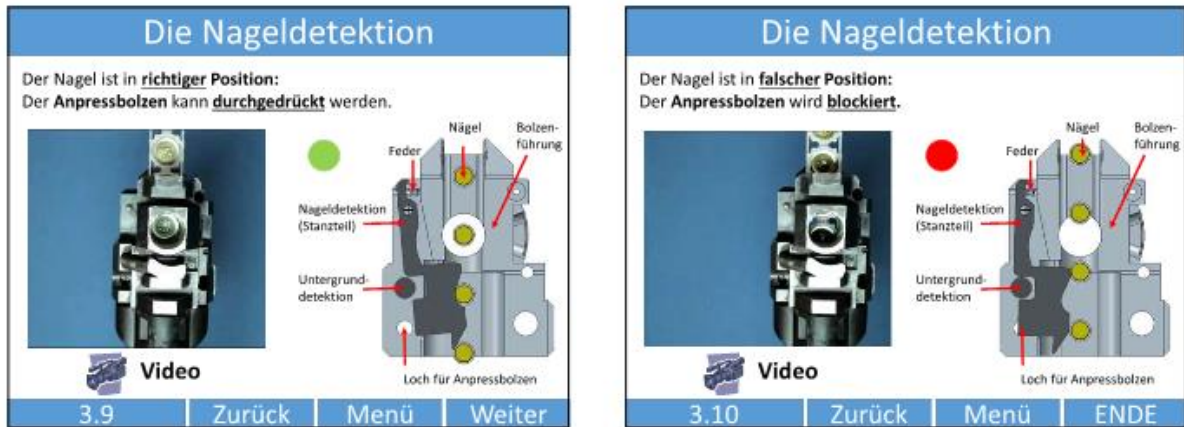 Die Nageldetektion
Der Nagel ist in richtiger Position:
Der Anpressbolzen kann durchgedrückt werden.
Nägel
Bolzen-
führung
Feder
Nageldetektion
(Stanzteil)
Untergrund-
detektion
Loch für Anpressbolzen
Video
3.9 Zurück Menü Weiter
Die Nageldetektion
Der Nagel ist in falscher Position:
Der Anpressbolzen wird blockiert.
Nägel
Bolzen-
führung
Feder
Nageldetektion
(Stanzteil)
Untergrund-
detektion
Loch für Anpressbolzen
Video
3.10 Zurück Menü ENDE